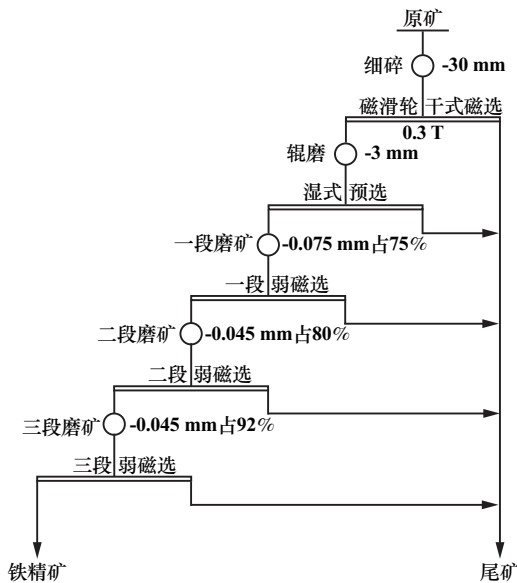 原矿
细碎 -30 mm
磁滑轮 干式磁选
0.3 T
辊磨 -3 mm
湿式 预选
一段磨矿 -0.075 mm占75%
一段 弱磁选
二段磨矿 -0.045 mm占80%
二段 弱磁选
三段磨矿 -0.045 mm占92%
三段 弱磁选
铁精矿 尾矿